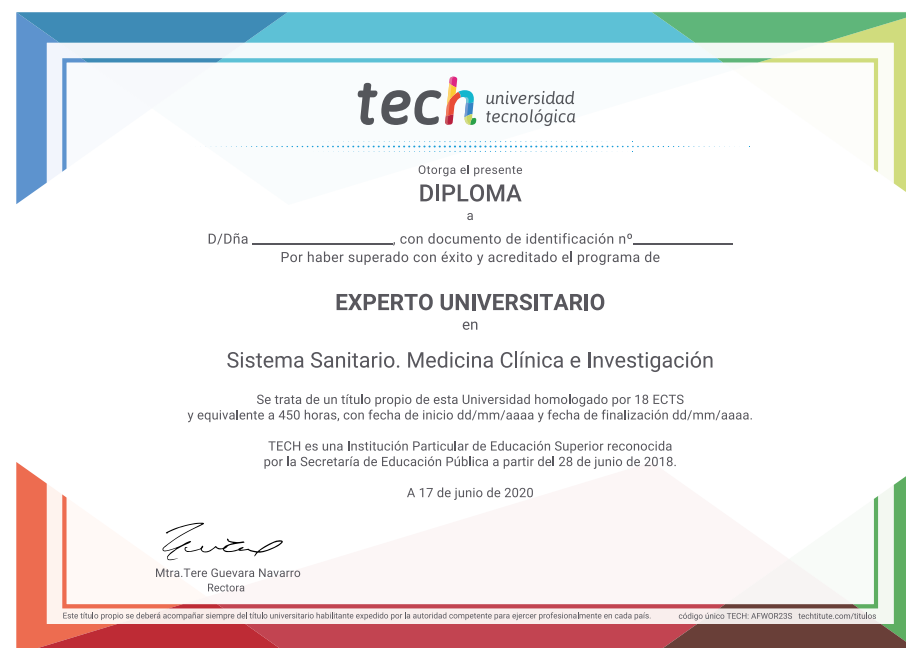 tech universidad
tecnológica
Otorga el presente
DIPLOMA
a
D/Dña ____________, con documento de identificación nº____________
Por haber superado con éxito y acreditado el programa de
EXPERTO UNIVERSITARIO
en
Sistema Sanitario. Medicina Clínica e Investigación
Se trata de un título propio de esta Universidad homologado por 18 ECTS
y equivalente a 450 horas, con fecha de inicio dd/mm/aaaa y fecha de finalización dd/mm/aaaa.
TECH es una Institución Particular de Educación Superior reconocida
por la Secretaría de Educación Pública a partir del 28 de junio de 2018.
A 17 de junio de 2020
Mtra.Tere Guevara Navarro
Rectora
Este título propio se deberá acompañar siempre del título universitario habilitante expedido por la autoridad competente para ejercer profesionalmente en cada país. código único TECH: AFWOR23S techtitute.com/titulos